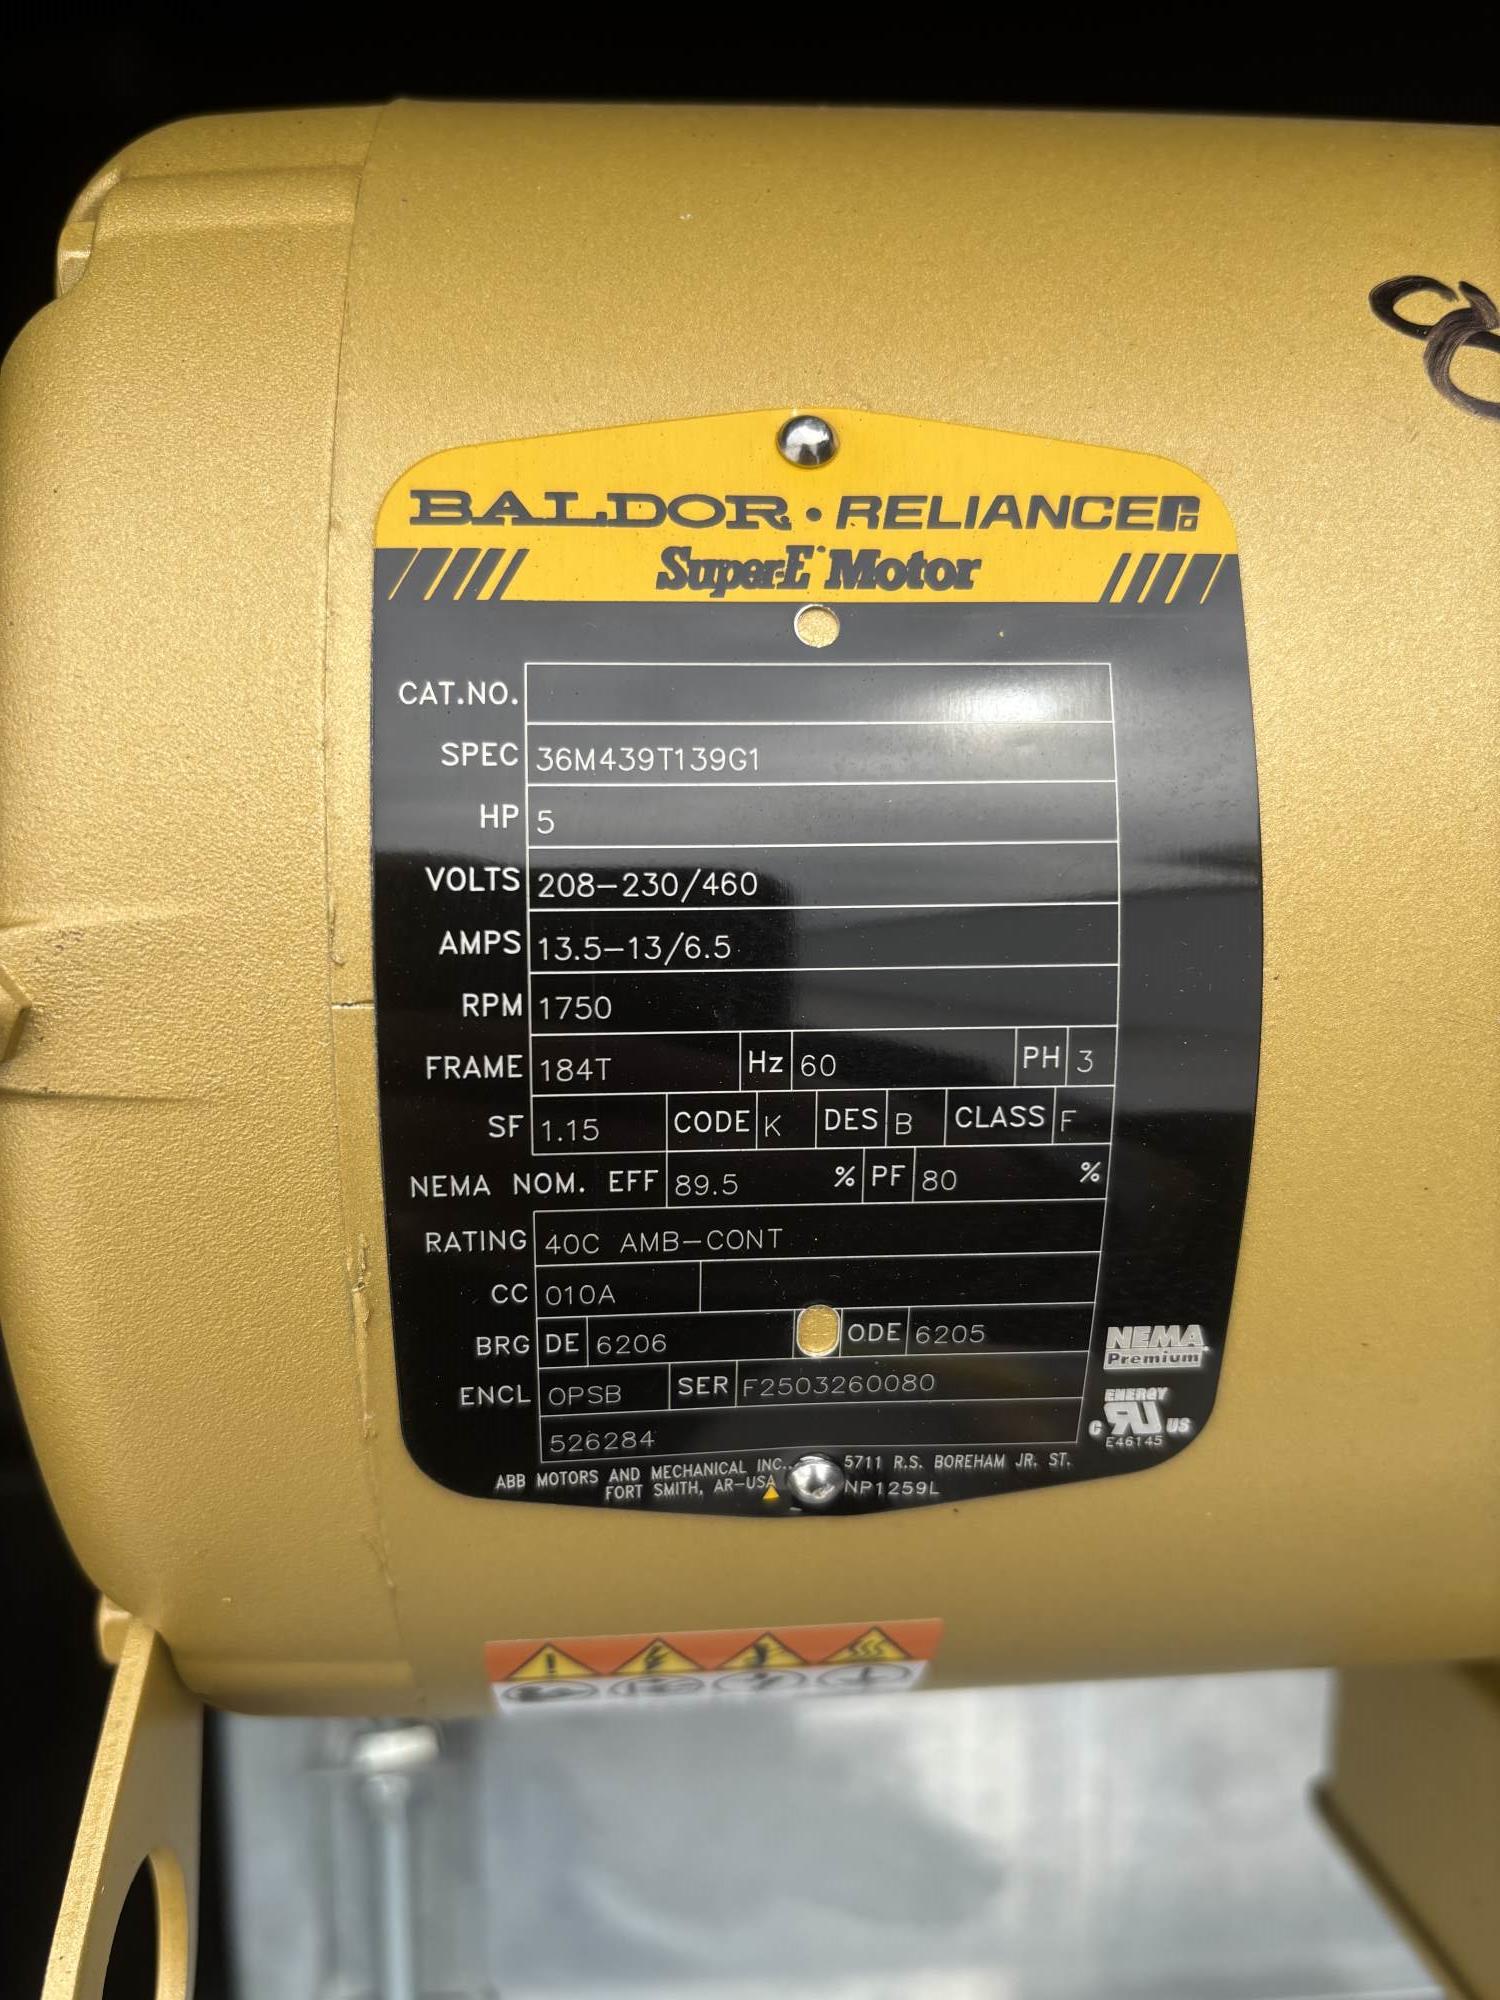 BALDOR · RELIANCE
Super-E Motor
CAT.NO.
SPEC 36M439T139G1
HP 5
VOLTS 208-230/460
AMPS 13.5-13/6.5
RPM 1750
FRAME 184T Hz 60 PH 3
SF 1.15 CODE K DES B CLASS F
NEMA NOM. EFF 89.5 % PF 80 %
RATING 40C AMB-CONT
CC 010A
BRG DE 6206 ODE 6205
ENCL OPSB SER F2503260080
526284
NEMA
Premium
ENERGY
C RU US
E46145
ABB MOTORS AND MECHANICAL INC. 5711 R.S. BOREHAM JR. ST.
FORT SMITH, AR-USA NP1259L